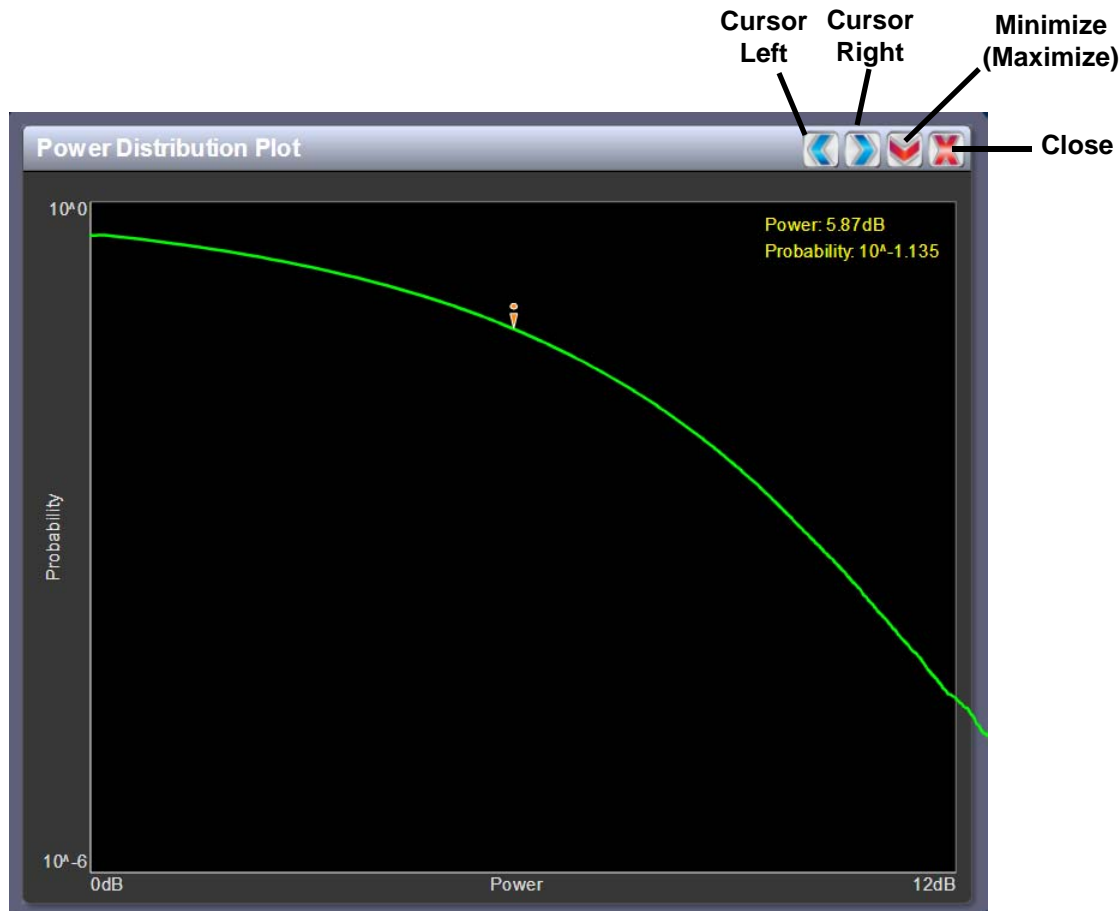 Cursor
Left
Cursor
Right
Minimize
(Maximize)
Close
Power Distribution Plot
10^0
Power: 5.87dB
Probability: 10^-1.135
Probability
10^-6
0dB
Power
12dB